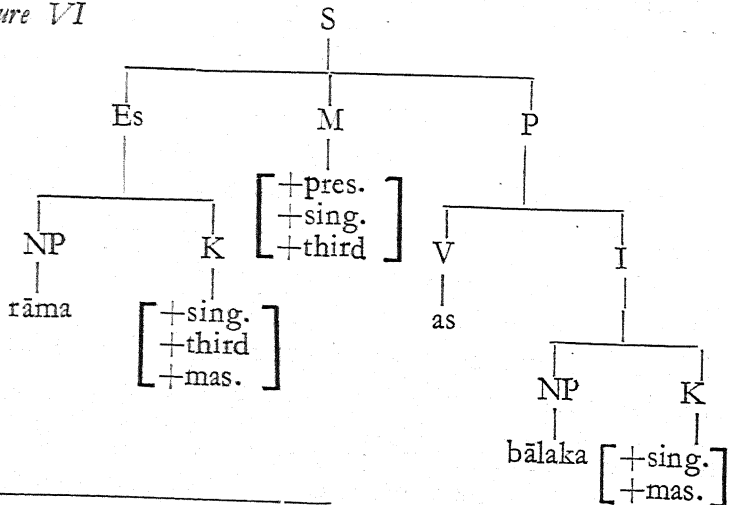 ure VI
S
Es M P
+pres.
+sing.
+third
NP K V I
rāma
+sing.
+third
+mas.
as
NP K
bālaka
+sing.
+mas.